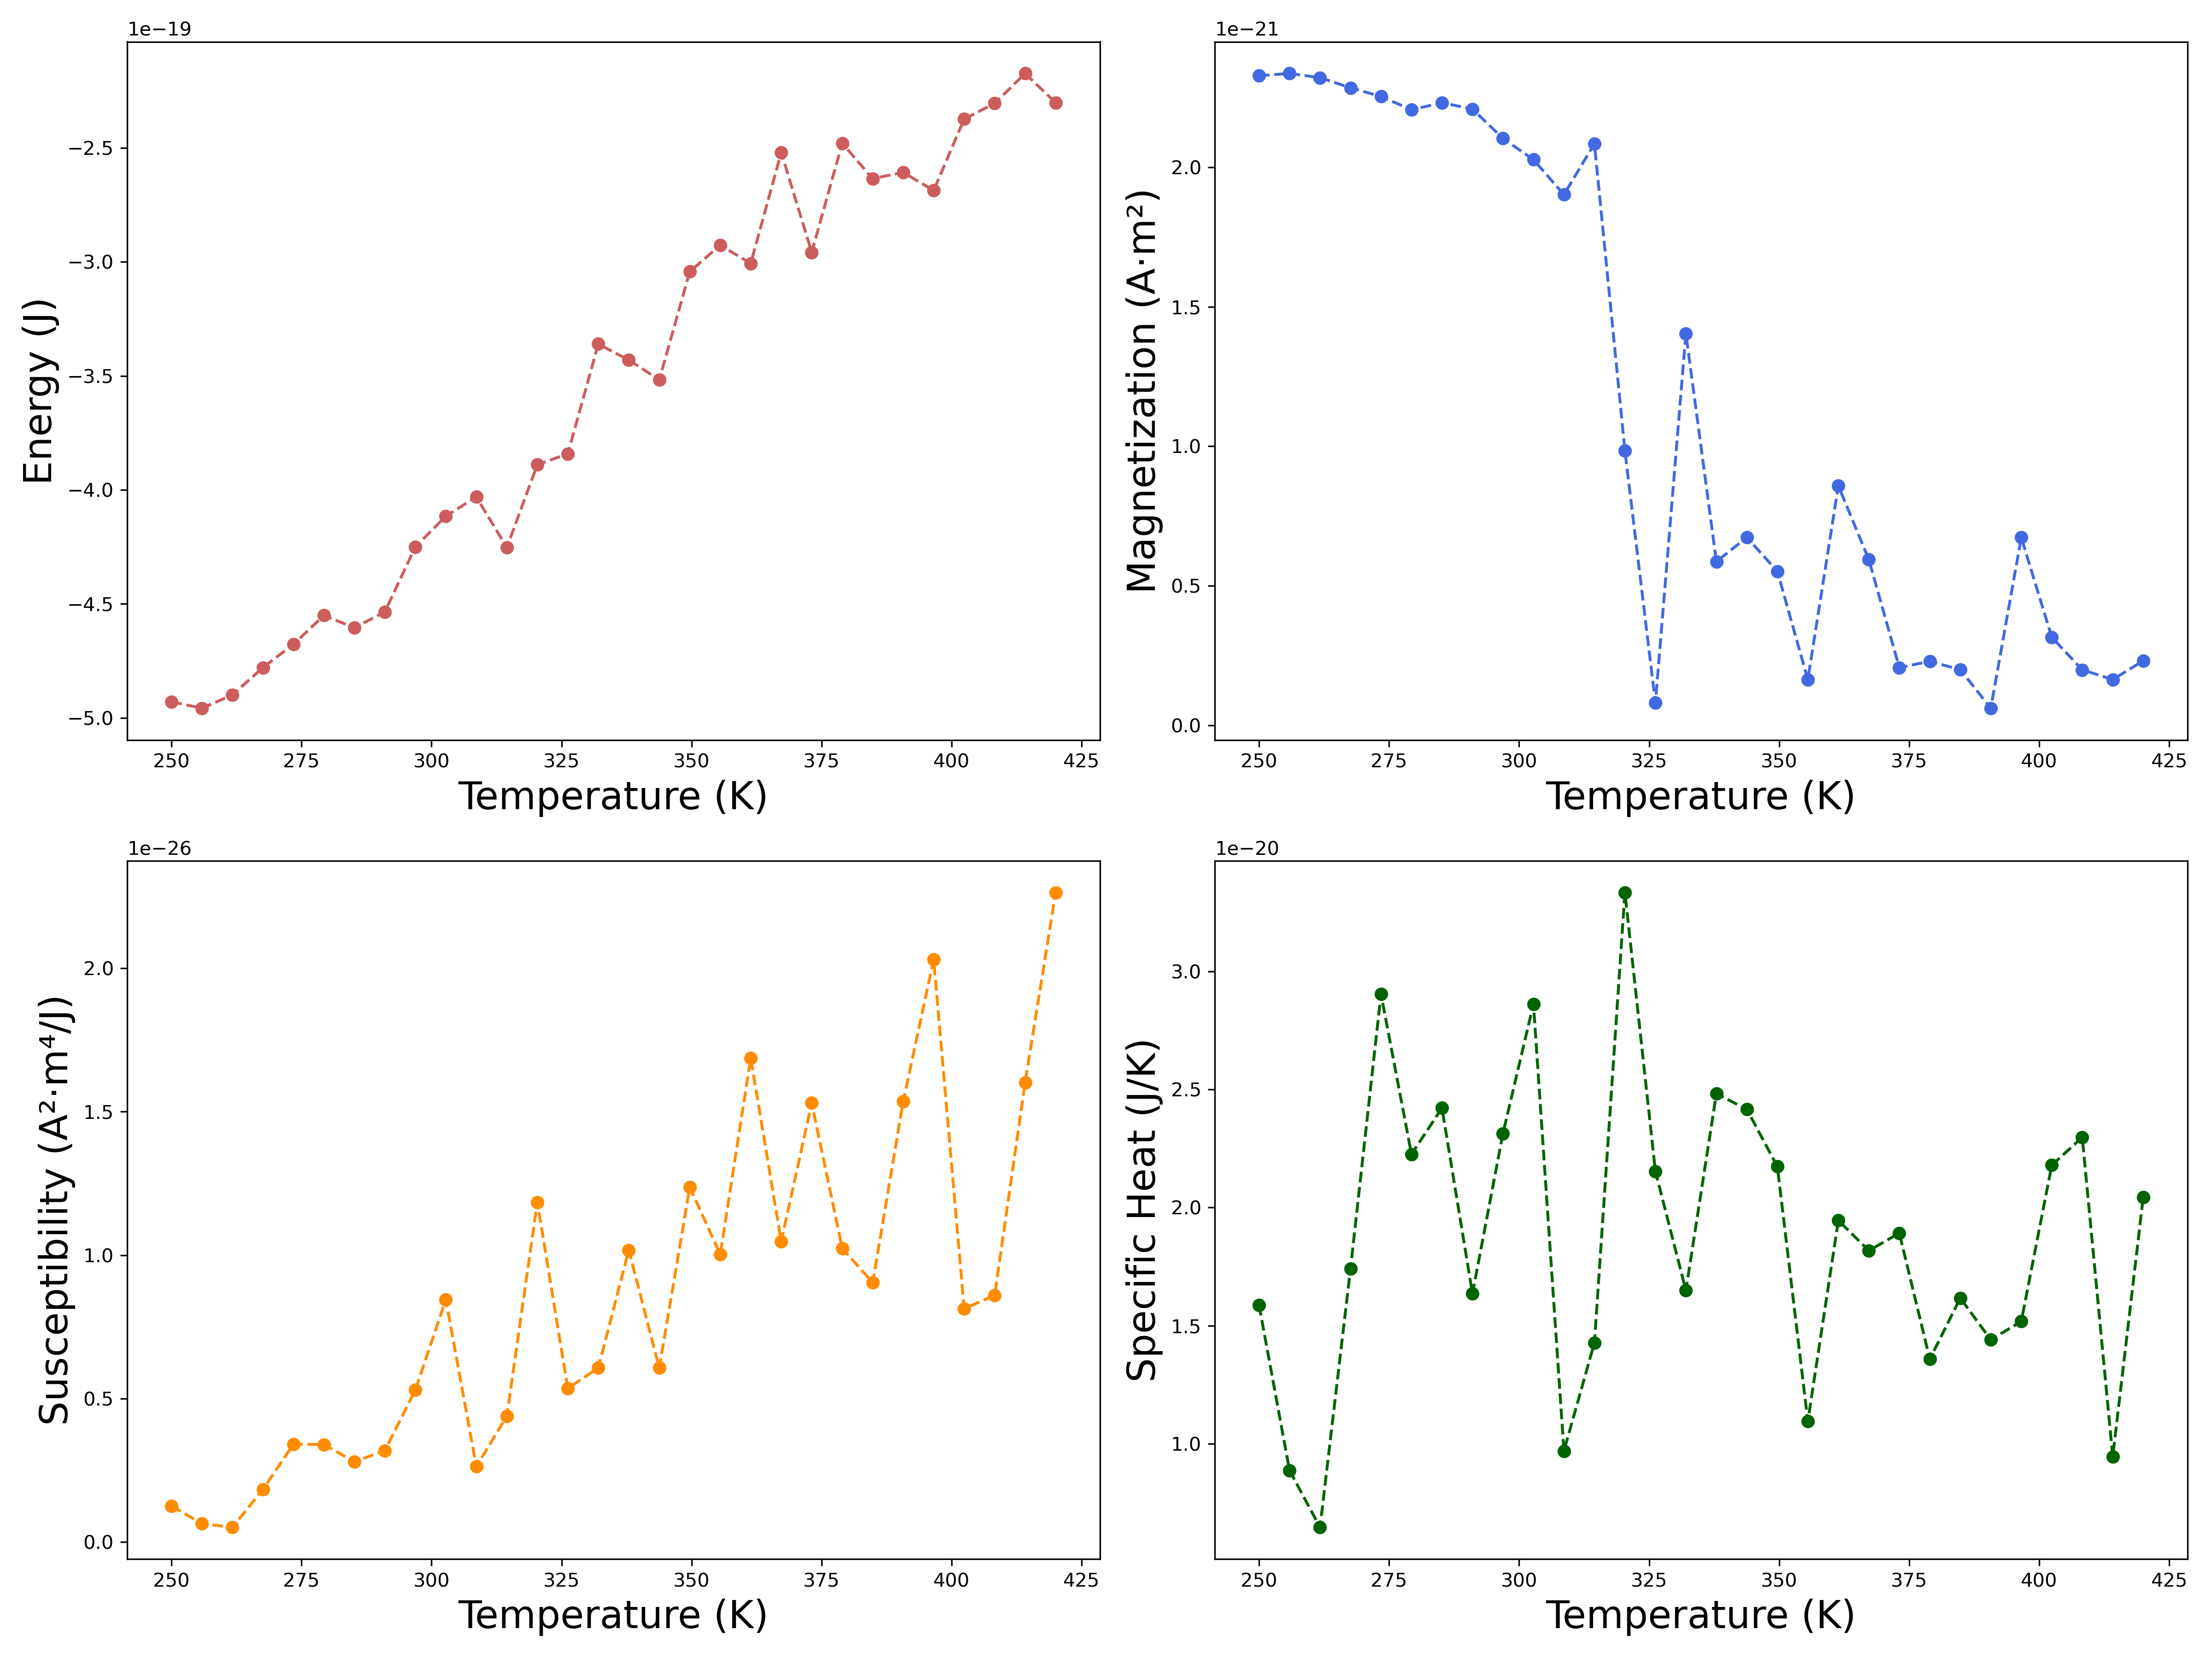 1e−19
−2.5
−3.0
−3.5
−4.0
−4.5
−5.0
Energy (J)
250 275 300 325 350 375 400 425
Temperature (K)
1e−21
2.0
1.5
1.0
0.5
0.0
Magnetization (A·m²)
250 275 300 325 350 375 400 425
Temperature (K)
1e−26
2.0
1.5
1.0
0.5
0.0
Susceptibility (A²·m⁴/J)
250 275 300 325 350 375 400 425
Temperature (K)
1e−20
3.0
2.5
2.0
1.5
1.0
Specific Heat (J/K)
250 275 300 325 350 375 400 425
Temperature (K)